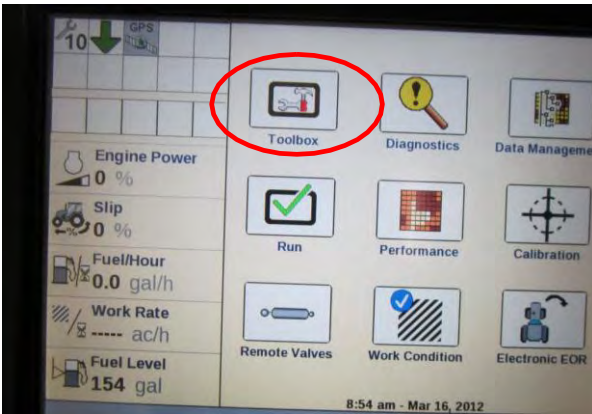 10
GPS
Engine Power
0 %
Slip
0 %
Fuel/Hour
0.0 gal/h
Work Rate
----- ac/h
Fuel Level
154 gal
Toolbox
Diagnostics
Data Manageme
Run
Performance
Calibration
Remote Valves
Work Condition
Electronic EOR
8:54 am - Mar 16, 2012